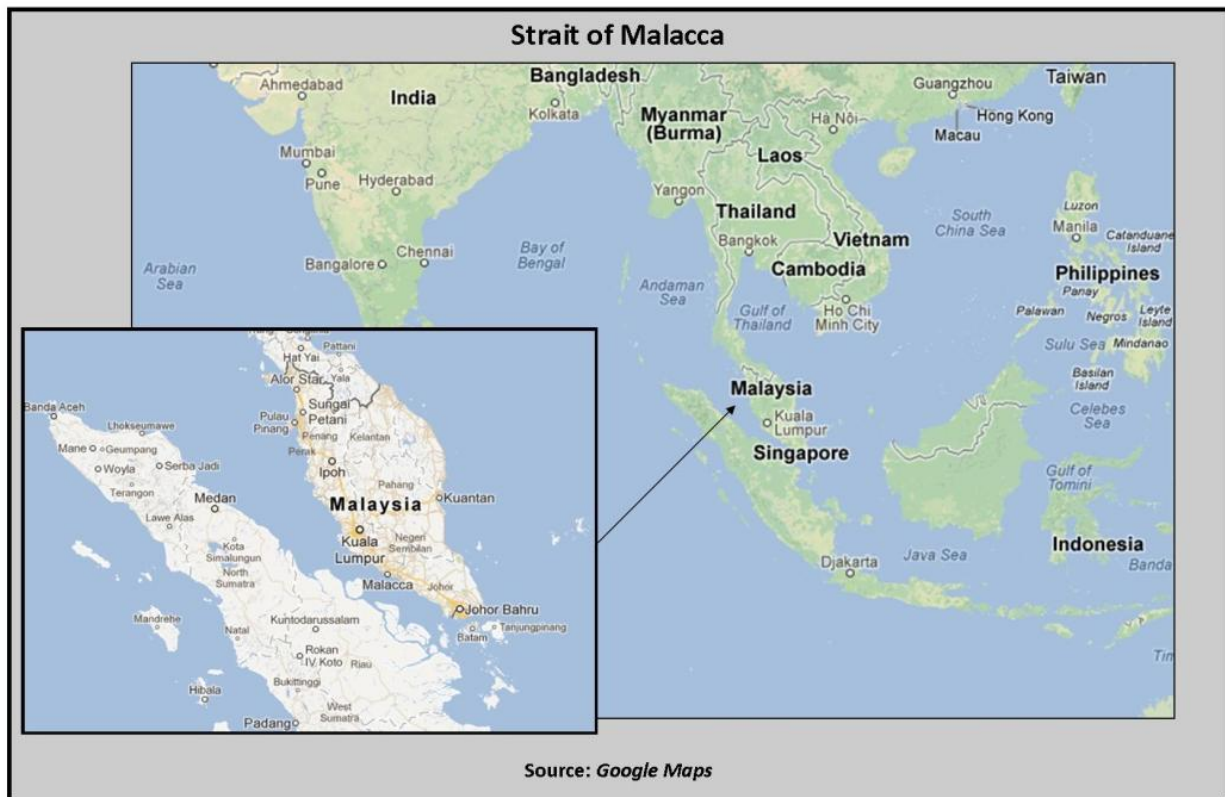 Strait of Malacca
Bangladesh
Taiwan
Ahmedabad
India
Kolkata
Guangzhou
Myanmar
(Burma)
Hà Nội
Hong Kong
Macau
Laos
Mumbai
Pune
Hyderabad
Yangon
Thailand
Luzon
South
China Sea
Manila
Catanduane
Island
Bay of
Bengal
Chennai
Bangalore
Bangkok
Vietnam
Arabian
Sea
Andaman
Sea
Cambodia
Philippines
Panay
Gulf of
Thailand
Ho Chi
Minh City
Palawan
Negros
Leyte
Island
Sulu Sea
Mindanao
Basilan
Island
Malaysia
Kuala
Lumpur
Celebes
Sea
Singapore
Gulf of
Tomini
Djakarta
Java Sea
Indonesia
Banda
Tim
Hat Yai
Pattani
Yala
Alor Star
Banda Aceh
Sungai
Petani
Pulau
Pinang
Penang
Kelantan
Lhokseumawe
Mane
Geumpang
Perak
Woyla
Serba Jadi
Ipoh
Terangon
Pahang
Medan
Malaysia
Kuantan
Lawe Alas
Kuala
Lumpur
Negeri
Sembilan
Kota
Simalungun
North
Sumatra
Malacca
Johor
Johor Bahru
Mandrehe
Kuntodarussalam
Batam
Tanjungpinang
Natal
Rokan
IV Koto
Riau
Bukittinggi
Hibala
West
Sumatra
Padang
Source: Google Maps